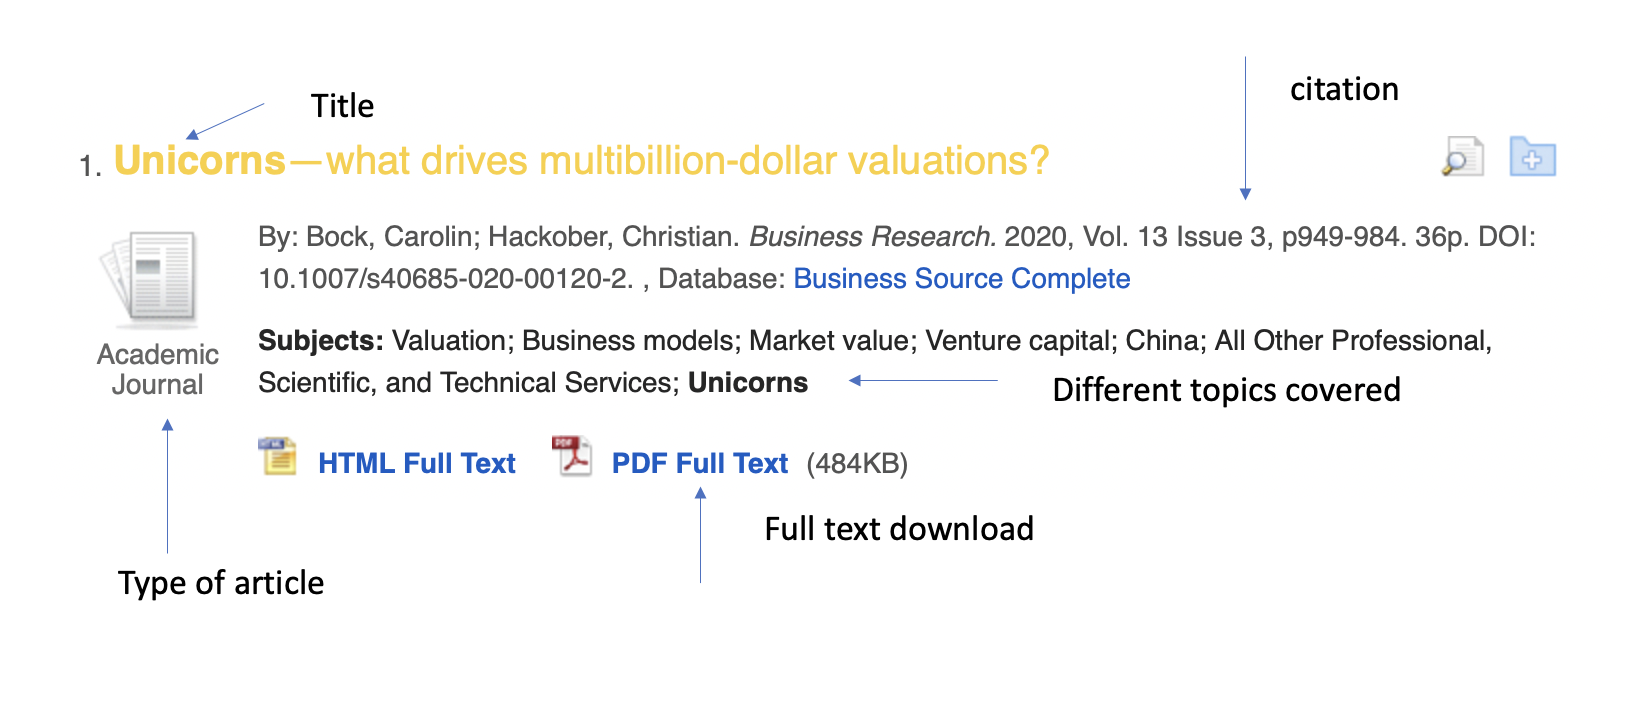 Title
citation
1. Unicorns—what drives multibillion-dollar valuations?
By: Bock, Carolin; Hackober, Christian. Business Research. 2020, Vol. 13 Issue 3, p949-984. 36p. DOI:
10.1007/s40685-020-00120-2. , Database: Business Source Complete
Academic
Journal
Subjects: Valuation; Business models; Market value; Venture capital; China; All Other Professional,
Scientific, and Technical Services; Unicorns
Different topics covered
HTML HTML Full Text PDF PDF Full Text (484KB)
Full text download
Type of article